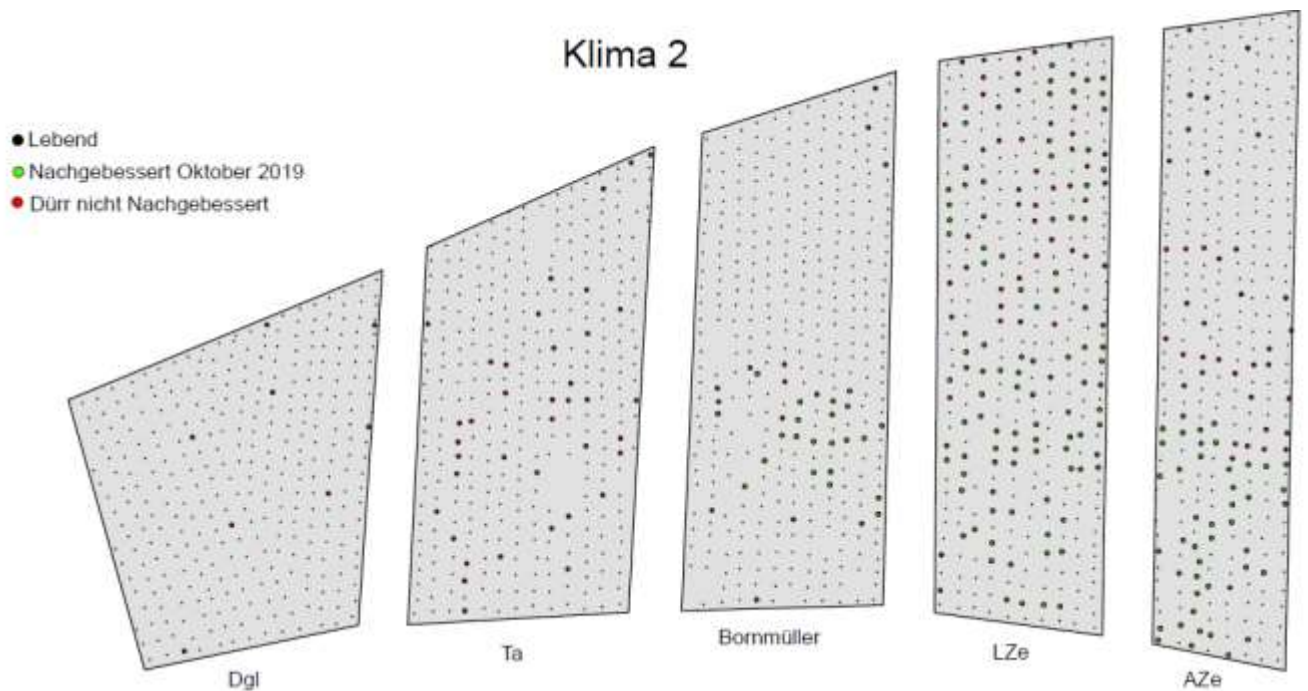 Klima 2
Lebend
Nachgebessert Oktober 2019
Dürr nicht Nachgebessert
Dgl
Ta
Bornmüller
LZe
AZe